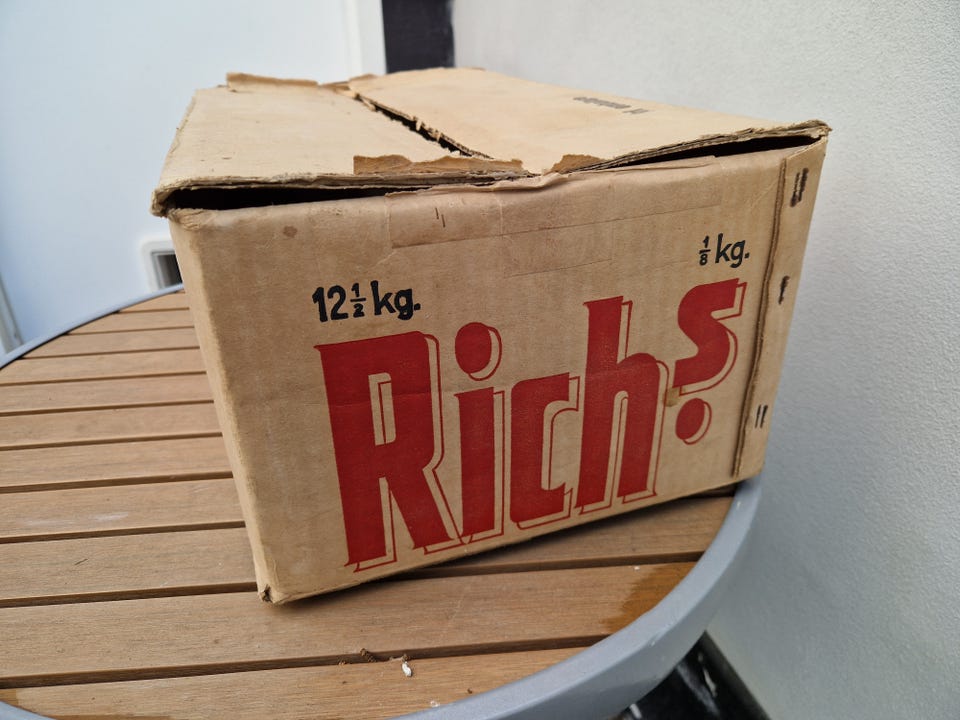 12½ kg.
⅛ kg.
Richs.